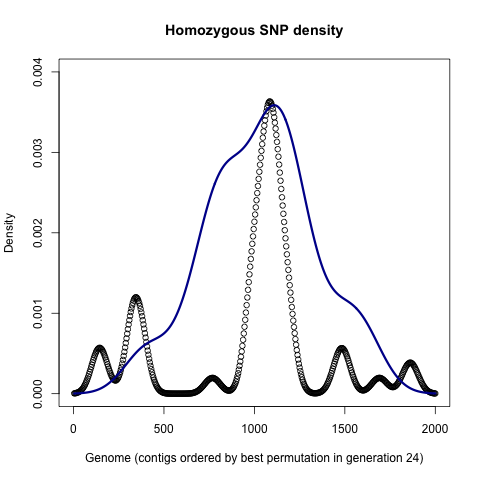 Homozygous SNP density
0.004
0.003
0.002
0.001
0.000
Density
0 500 1000 1500 2000
Genome (contigs ordered by best permutation in generation 24)